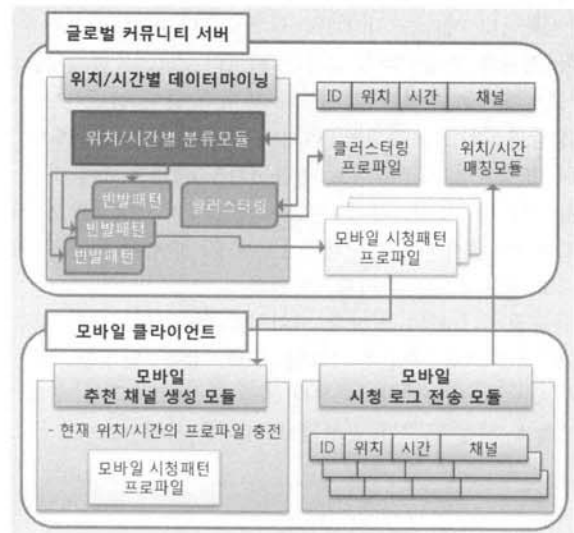 글로벌 커뮤니티 서버
위치/시간별 데이터마이닝
ID 위치 시간 채널
위치/시간별 분류모듈
클러스터링
프로파일
위치/시간
매칭모듈
빈발패턴
클러스터링
빈발패턴
빈발패턴
모바일 시청패턴
프로파일
모바일 클라이언트
모바일
추천 채널 생성 모듈
- 현재 위치/시간의 프로파일 충전
모바일 시청패턴
프로파일
모바일
시청 로그 전송 모듈
ID 위치 시간 채널